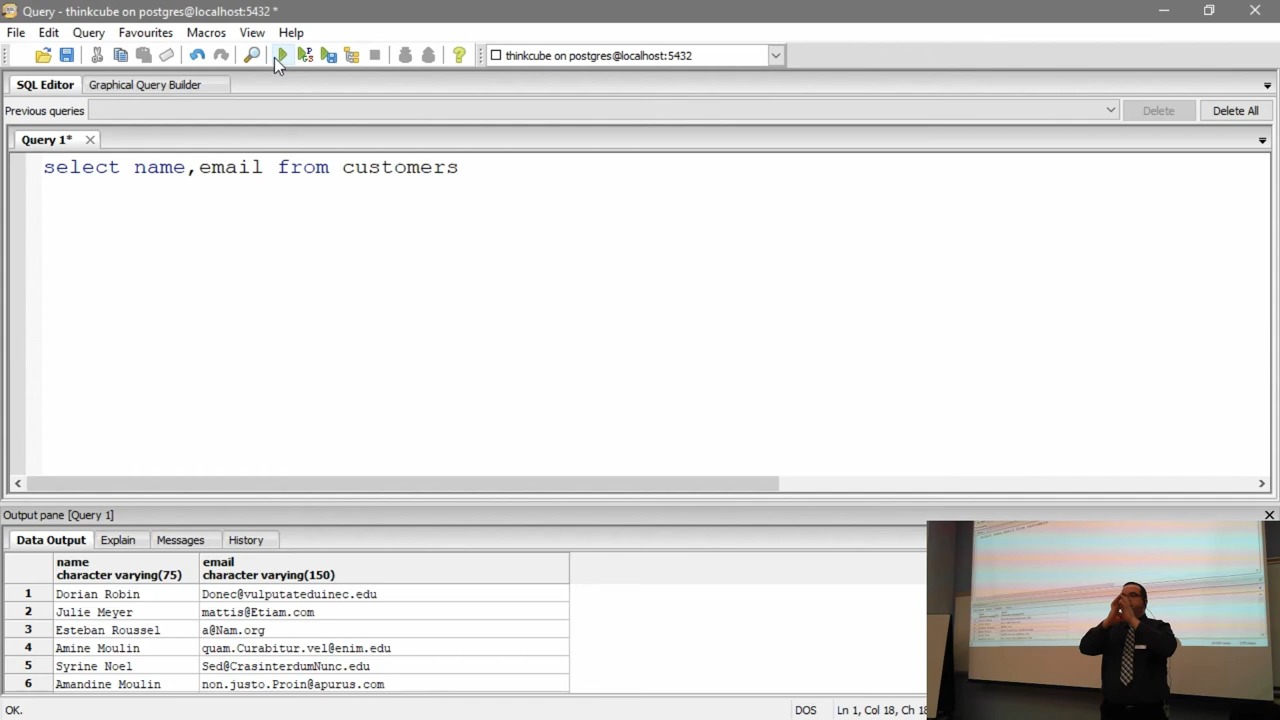 Query - thinkcube on postgres@localhost:5432 *
File Edit Query Favourites Macros View Help
thinkcube on postgres@localhost:5432
SQL Editor Graphical Query Builder
Previous queries Delete Delete All
Query 1*
select name,email from customers
Output pane [Query 1]
Data Output Explain Messages History
name email
character varying(75) character varying(150)
1 Dorian Robin Donec@vulputateduinec.edu
2 Julie Meyer mattis@Etiam.com
3 Esteban Roussel a@Nam.org
4 Amine Moulin quam.Curabitur.vel@enim.edu
5 Syrine Noel Sed@CrasinterdumNunc.edu
6 Amandine Moulin non.justo.Proin@apurus.com
OK. DOS Ln 1, Col 18, Ch 18